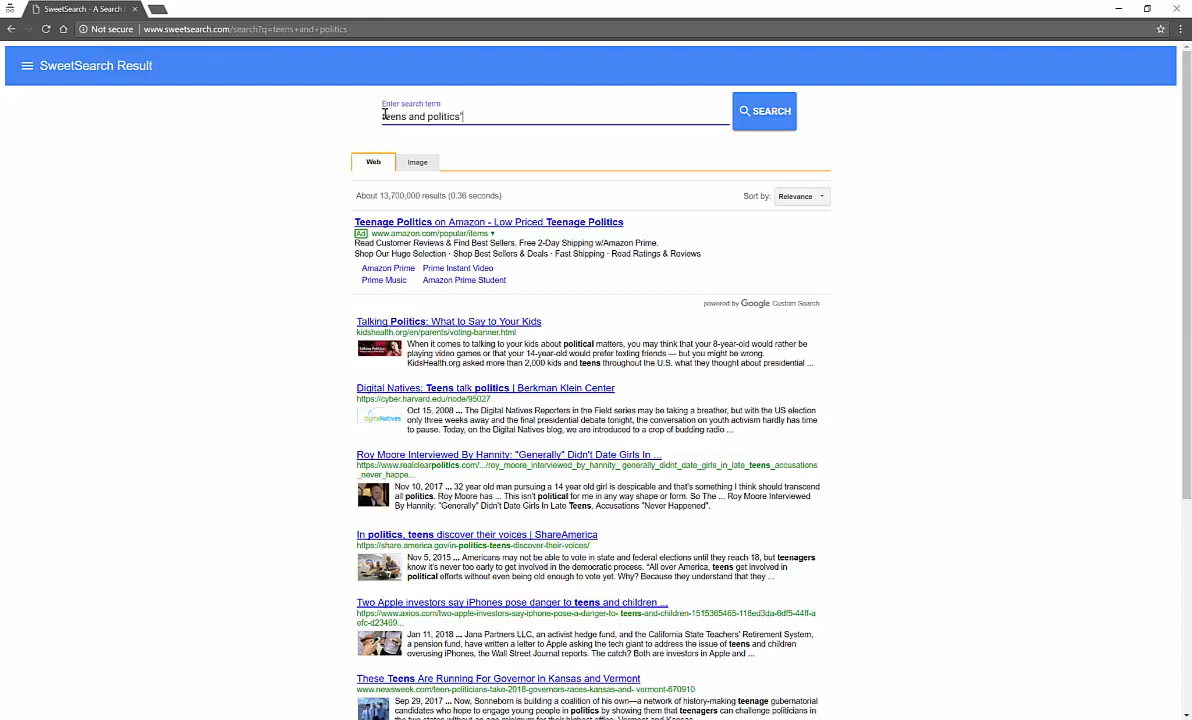 SweetSearch - A Search
Not secure www.sweetsearch.com/search?q=teens+and+politics
SweetSearch Result
Enter search term
teens and politics"
SEARCH
Web Image
About 13,700,000 results (0.36 seconds)
Sort by: Relevance
Teenage Politics on Amazon - Low Priced Teenage Politics
Ad www.amazon.com/popular/items
Read Customer Reviews & Find Best Sellers. Free 2-Day Shipping w/Amazon Prime.
Shop Our Huge Selection · Shop Best Sellers & Deals · Fast Shipping · Read Ratings & Reviews
Amazon Prime Prime Instant Video
Prime Music Amazon Prime Student
powered by Google Custom Search
Talking Politics: What to Say to Your Kids
kidshealth.org/en/parents/voting-banner.html
When it comes to talking to your kids about political matters, you may think that your 8-year-old would rather be
playing video games or that your 14-year-old would prefer texting friends — but you might be wrong.
KidsHealth.org asked more than 2,000 kids and teens throughout the U.S. what they thought about presidential ...
Digital Natives: Teens talk politics | Berkman Klein Center
https://cyber.harvard.edu/node/95027
DigitalNatives
Oct 15, 2008 ... The Digital Natives Reporters in the Field series may be taking a breather, but with the US election
only three weeks away and the final presidential debate tonight, the conversation on youth activism hardly has time
to pause. Today, on the Digital Natives blog, we are introduced to a crop of budding radio ...
Roy Moore Interviewed By Hannity: "Generally" Didn't Date Girls In ...
https://www.realclearpolitics.com/.../roy_moore_interviewed_by_hannity_ generally_didnt_date_girls_in_late_teens_accusations
_never_happe...
Nov 10, 2017 ... 32 year old man pursuing a 14 year old girl is despicable and that's something I think should transcend
all politics. Roy Moore has ... This isn't political for me in any way shape or form. So The ... Roy Moore Interviewed
By Hannity: "Generally" Didn't Date Girls In Late Teens, Accusations "Never Happened".
In politics, teens discover their voices | ShareAmerica
https://share.america.gov/in-politics-teens-discover-their-voices/
Nov 5, 2015 ... Americans may not be able to vote in state and federal elections until they reach 18, but teenagers
know it's never too early to get involved in the democratic process. "All over America, teens get involved in
political efforts without even being old enough to vote yet. Why? Because they understand that they ...
Two Apple investors say iPhones pose danger to teens and children ...
https://www.axios.com/two-apple-investors-say-iphone-pose-a-danger-to- teens-and-children-1515365465-118ed3da-6df5-44ff-a
efc-d23469...
Jan 11, 2018 ... Jana Partners LLC, an activist hedge fund, and the California State Teachers' Retirement System,
a pension fund, have written a letter to Apple asking the tech giant to address the issue of teens and children
overusing iPhones, the Wall Street Journal reports. The catch? Both are investors in Apple and ...
These Teens Are Running For Governor in Kansas and Vermont
www.newsweek.com/teen-politicians-take-2018-governors-races-kansas-and- vermont-670910
Sep 29, 2017 ... Now, Sonneborn is building a coalition of his own—a network of history-making teenage gubernatorial
candidates who hope to engage young people in politics by showing them that teenagers can challenge politicians in